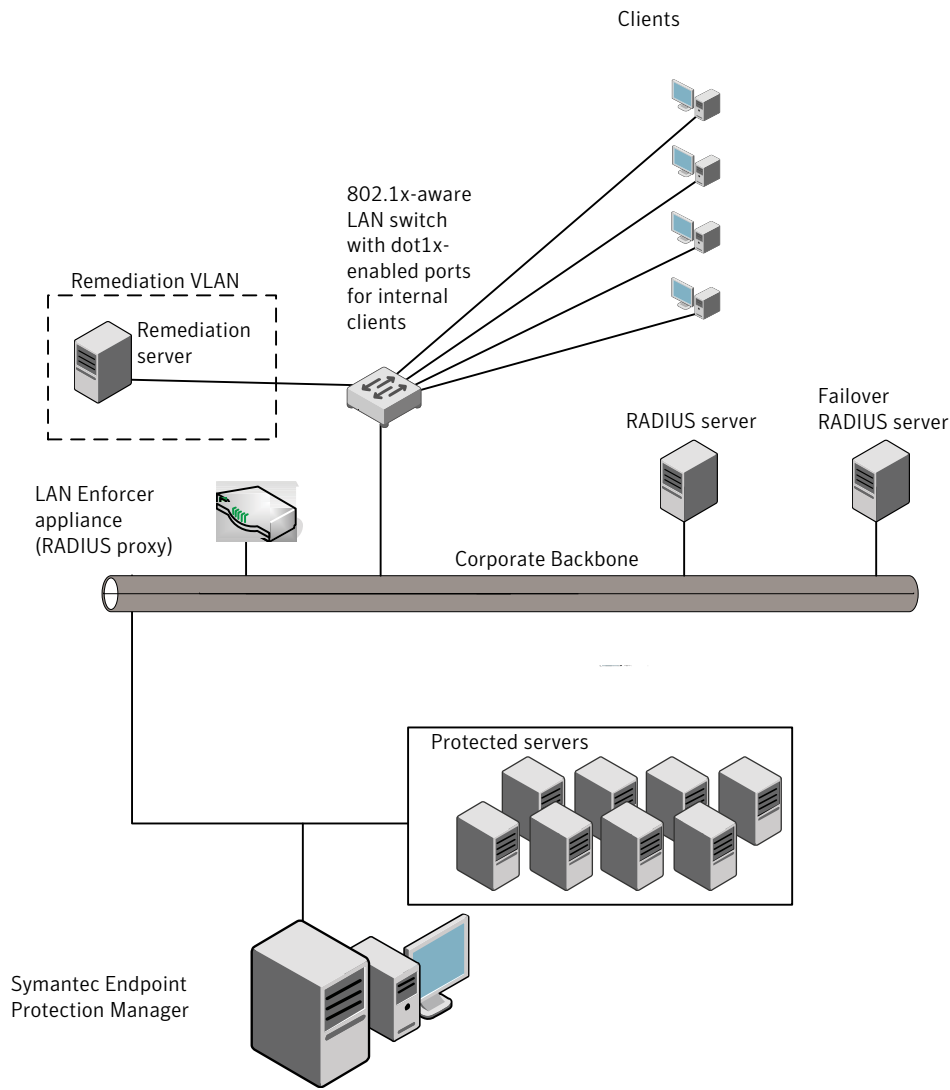 Clients
802.1x-aware
LAN switch
with dot1x-
enabled ports
for internal
clients
Remediation VLAN
Remediation
server
RADIUS server
Failover
RADIUS server
LAN Enforcer
appliance
(RADIUS proxy)
Corporate Backbone
Protected servers
Symantec Endpoint
Protection Manager